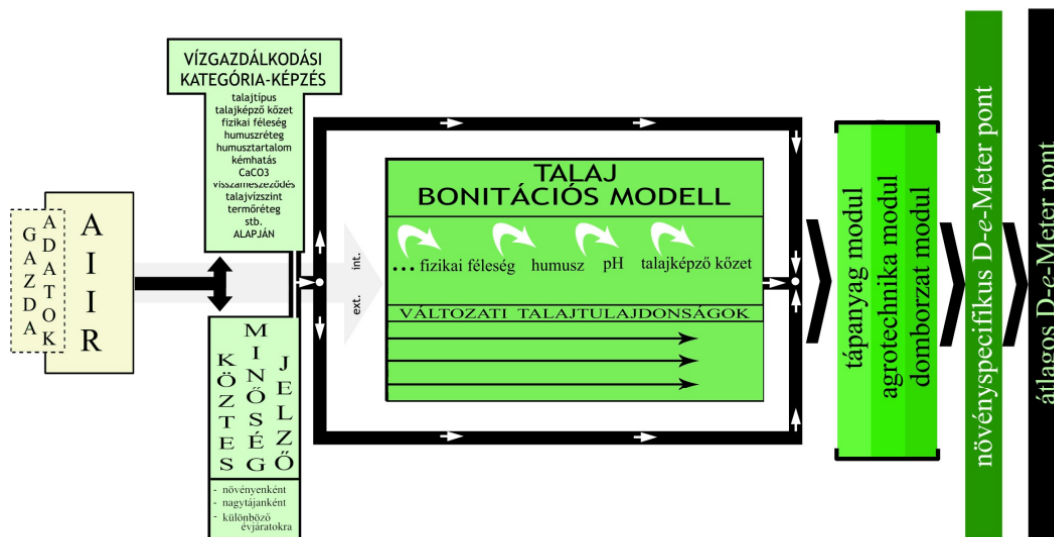 GAZDA
ADATOK
AIIR
VÍZGAZDÁLKODÁSI
KATEGÓRIA-KÉPZÉS
talajtípus
talajképző kőzet
fizikai féleség
humuszréteg
humusztartalom
kémhatás
CaCO3
visszameszeződés
talajvízszint
termőréteg
stb.
ALAPJÁN
KÖZTES
MINŐSÉG
JELZŐ
- növényenként
- nagytájanként
- különböző
évjáratokra
int.
ext.
TALAJ
BONITÁCIÓS MODELL
... fizikai féleség humusz pH talajképző kőzet
VÁLTOZATI TALAJTULAJDONSÁGOK
tápanyag modul
agrotechnika modul
domborzat modul
növényspecifikus D-e-Meter pont
átlagos D-e-Meter pont